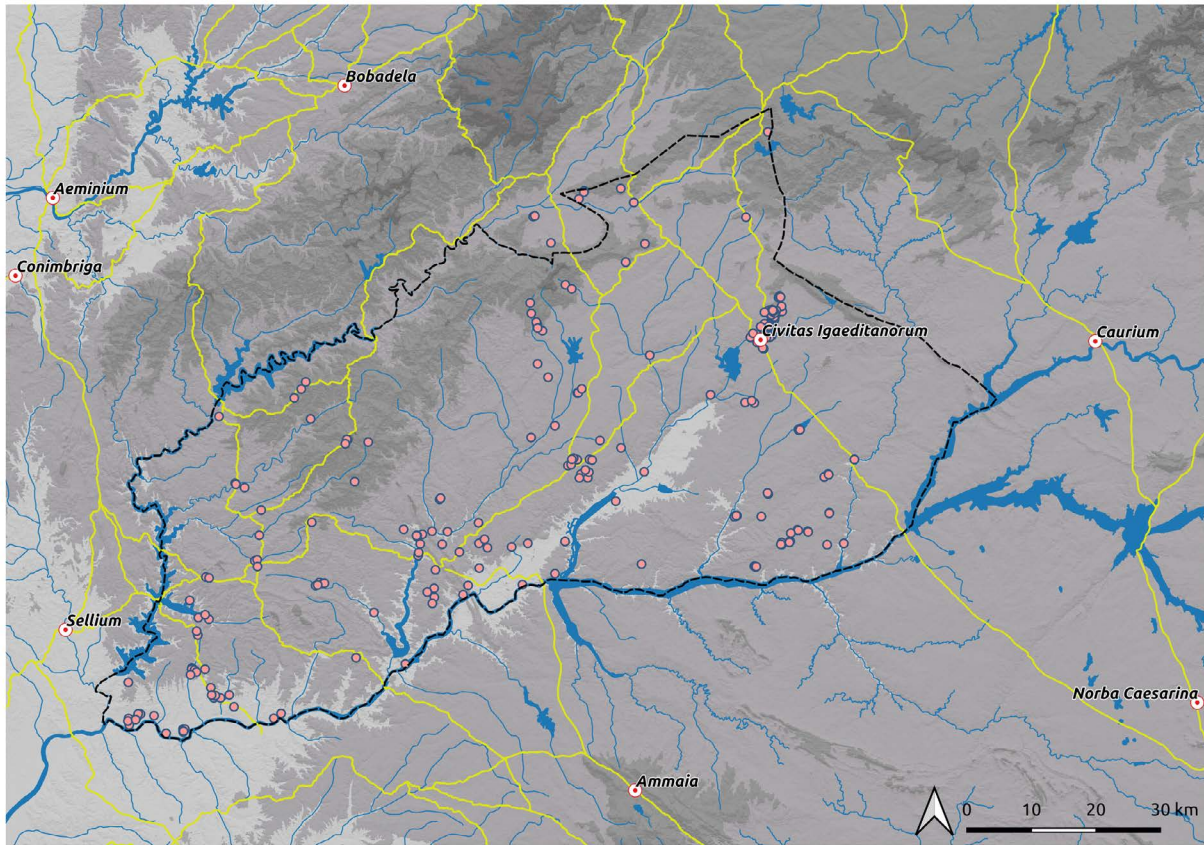 Bobadela
Aeminium
Conimbriga
Civitas Igaeditanorum
Caurium
Sellium
Norba Caesarina
Ammaia
0 10 20 30 km